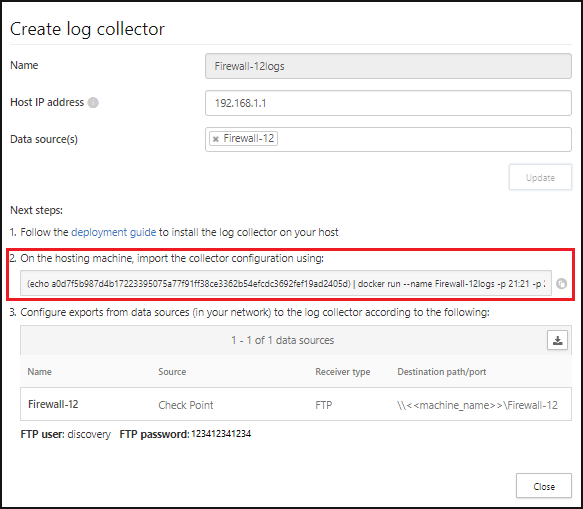 Create log collector
Name
Firewall-12logs
Host IP address
192.168.1.1
Data source(s)
× Firewall-12
Update
Next steps:
1. Follow the deployment guide to install the log collector on your host
2. On the hosting machine, import the collector configuration using:
(echo a0d7f5b987d4b17223395075a77f91ff38ce3362b54efcdc3692fef19ad2405d) | docker run --name Firewall-12logs -p 21:21 -p
3. Configure exports from data sources (in your network) to the log collector according to the following:
1 - 1 of 1 data sources
Name Source Receiver type Destination path/port
Firewall-12 Check Point FTP \\<<machine_name>>\Firewall-12
FTP user: discovery FTP password: 123412341234
Close